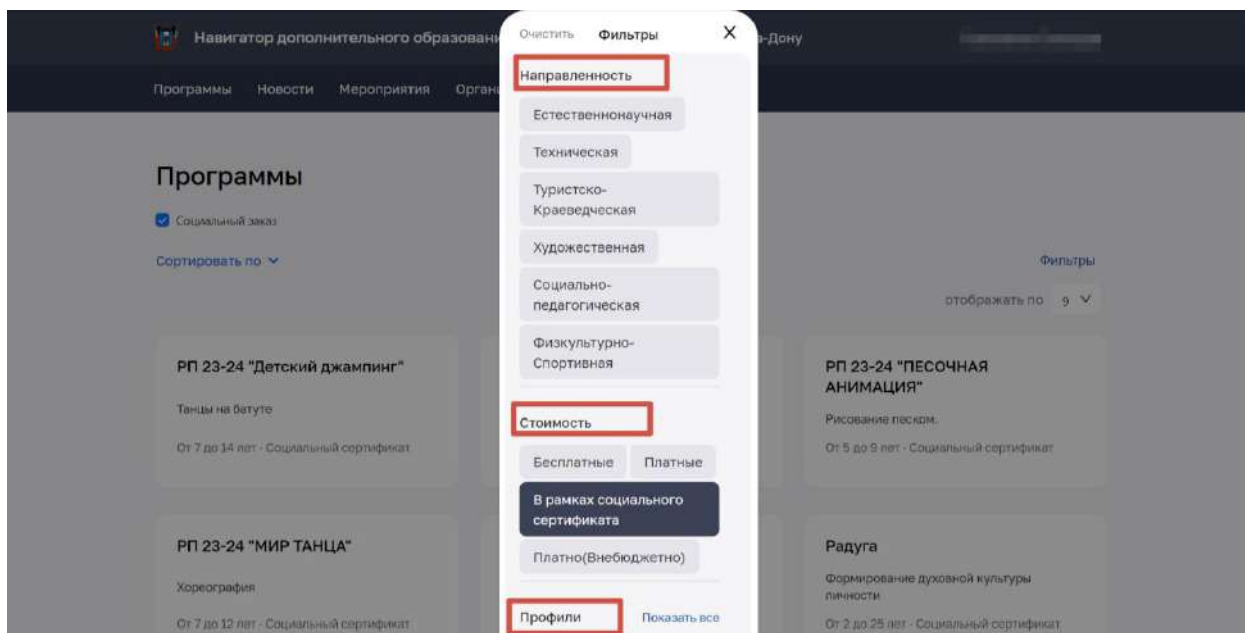 Навигатор дополнительного образован
а-Дону
Очистить Фильтры X
Программы Новости Мероприятия Орган
Направленность
Естественнонаучная
Техническая
Туристско-
Краеведческая
Художественная
Социально-
педагогическая
Физкультурно-
Спортивная
Стоимость
Бесплатные Платные
В рамках социального
сертификата
Платно(Внебюджетно)
Профили Показать все
Программы
Социальный заказ
Сортировать по
Фильтры
отображать по 9
РП 23-24 "Детский джампинг"
Танцы на батуте
От 7 до 14 лет - Социальный сертификат
РП 23-24 "ПЕСОЧНАЯ
АНИМАЦИЯ"
Рисование песком.
От 5 до 9 лет - Социальный сертификат
РП 23-24 "МИР ТАНЦА"
Хореография
От 7 до 12 лет - Социальный сертификат
Радуга
Формирование духовной культуры
личности
От 2 до 25 лет - Социальный сертификат